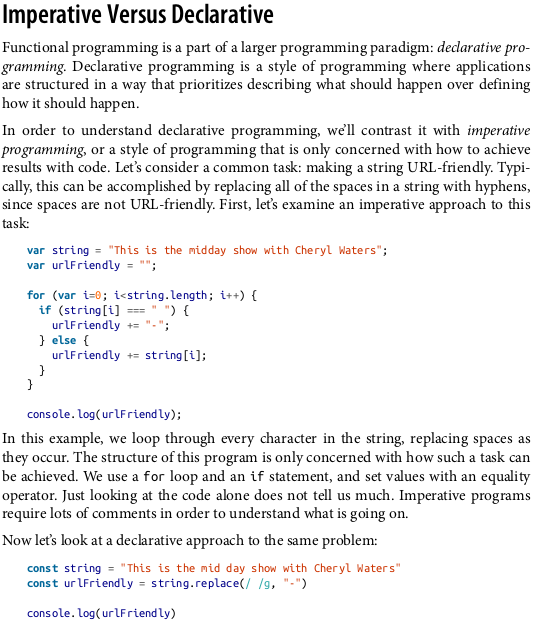 Imperative Versus Declarative
Functional programming is a part of a larger programming paradigm: declarative pro-
gramming. Declarative programming is a style of programming where applications
are structured in a way that prioritizes describing what should happen over defining
how it should happen.
In order to understand declarative programming, we'll contrast it with imperative
programming, or a style of programming that is only concerned with how to achieve
results with code. Let's consider a common task: making a string URL-friendly. Typi-
cally, this can be accomplished by replacing all of the spaces in a string with hyphens,
since spaces are not URL-friendly. First, let's examine an imperative approach to this
task:
var string = "This is the midday show with Cheryl Waters";
var urlFriendly = "";
for (var i=0; i<string.length; i++) {
if (string[i] === " ") {
urlFriendly += "-";
} else {
urlFriendly += string[i];
}
}
console.log(urlFriendly);
In this example, we loop through every character in the string, replacing spaces as
they occur. The structure of this program is only concerned with how such a task can
be achieved. We use a for loop and an if statement, and set values with an equality
operator. Just looking at the code alone does not tell us much. Imperative programs
require lots of comments in order to understand what is going on.
Now let's look at a declarative approach to the same problem:
const string = "This is the mid day show with Cheryl Waters"
const urlFriendly = string.replace(/ /g, "-")
console.log(urlFriendly)